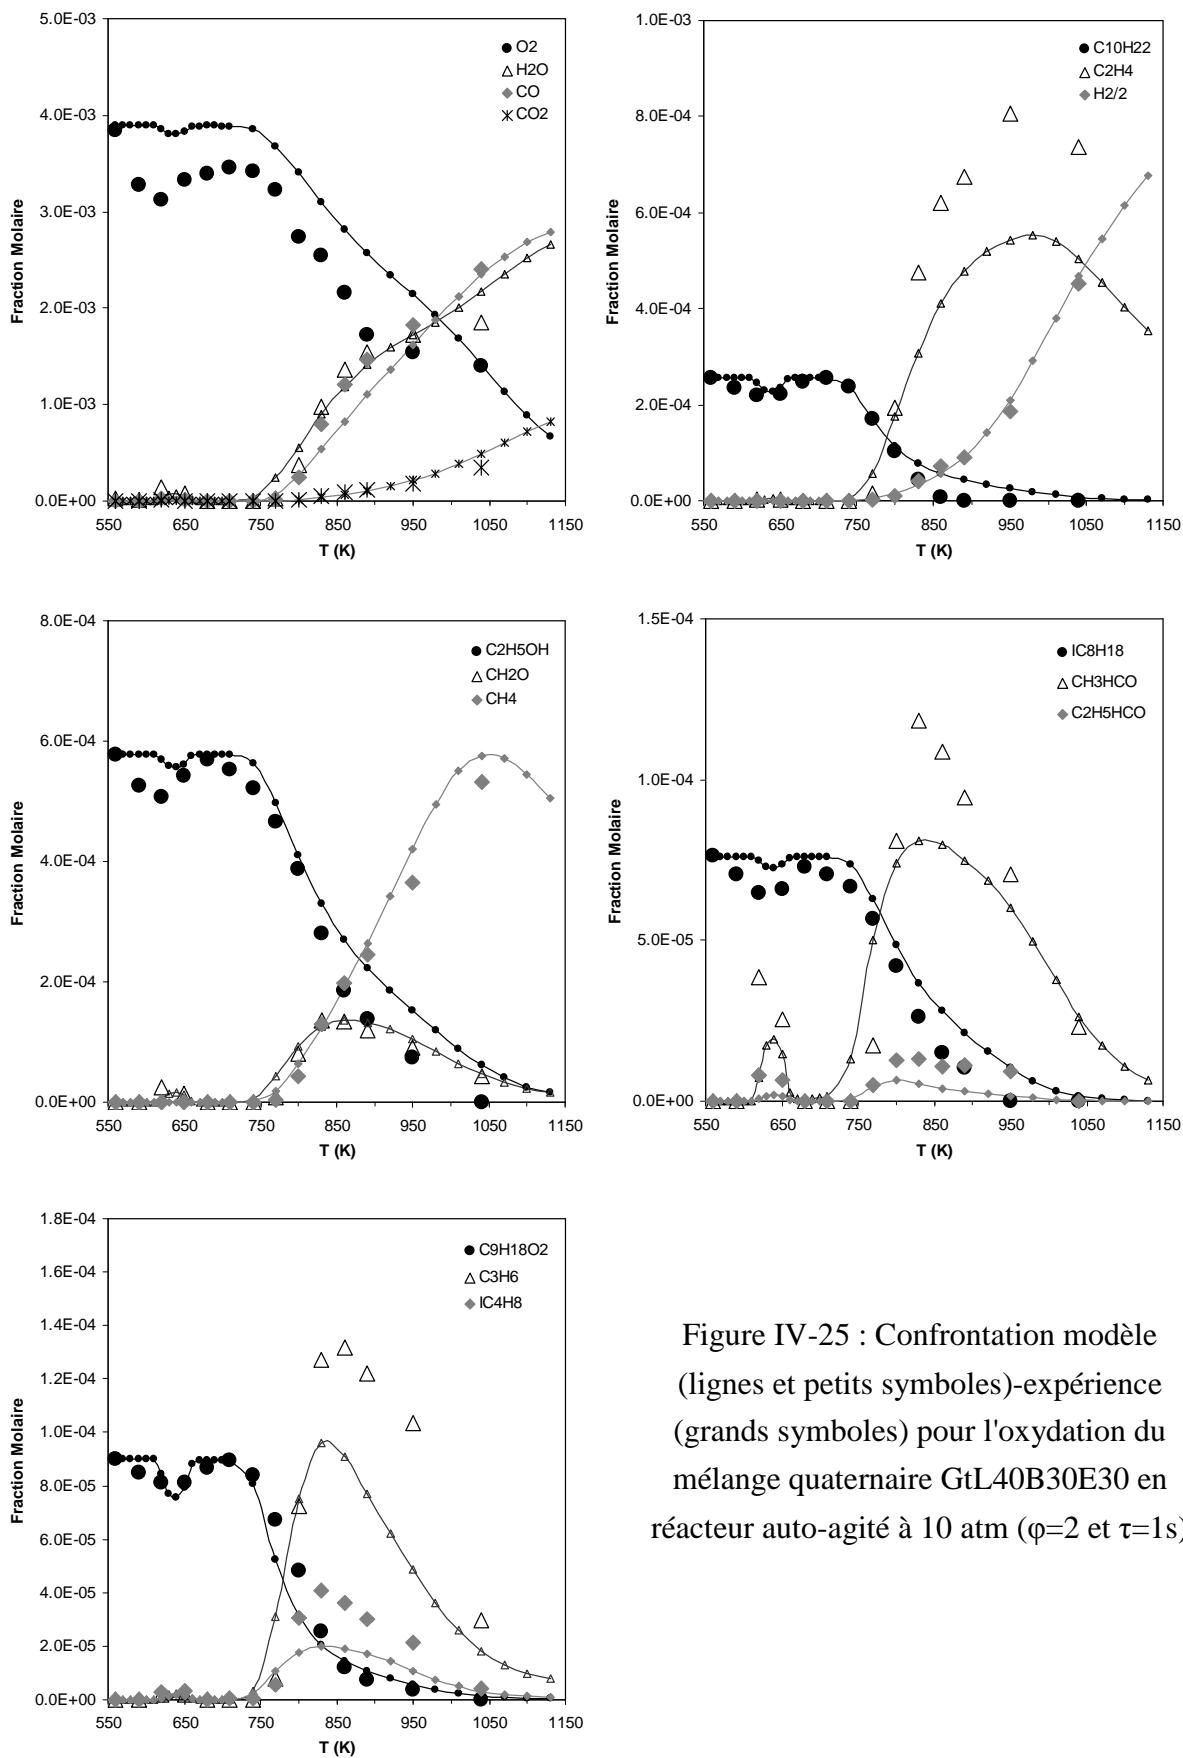 5.0E-03
4.0E-03
3.0E-03
2.0E-03
1.0E-03
0.0E+00
Fraction Molaire
O2
H2O
CO
CO2
550 650 750 850 950 1050 1150
T (K)
1.0E-03
8.0E-04
6.0E-04
4.0E-04
2.0E-04
0.0E+00
Fraction Molaire
C10H22
C2H4
H2/2
550 650 750 850 950 1050 1150
T (K)
8.0E-04
6.0E-04
4.0E-04
2.0E-04
0.0E+00
Fraction Molaire
C2H5OH
CH2O
CH4
550 650 750 850 950 1050 1150
T (K)
1.5E-04
1.0E-04
5.0E-05
0.0E+00
Fraction Molaire
IC8H18
CH3HCO
C2H5HCO
550 650 750 850 950 1050 1150
T (K)
1.8E-04
1.6E-04
1.4E-04
1.2E-04
1.0E-04
8.0E-05
6.0E-05
4.0E-05
2.0E-05
0.0E+00
Fraction Molaire
C9H18O2
C3H6
IC4H8
550 650 750 850 950 1050 1150
T (K)
Figure IV-25 : Confrontation modèle
(lignes et petits symboles)-expérience
(grands symboles) pour l'oxydation du
mélange quaternaire GtL40B30E30 en
réacteur auto-agité à 10 atm (φ=2 et τ=1s)